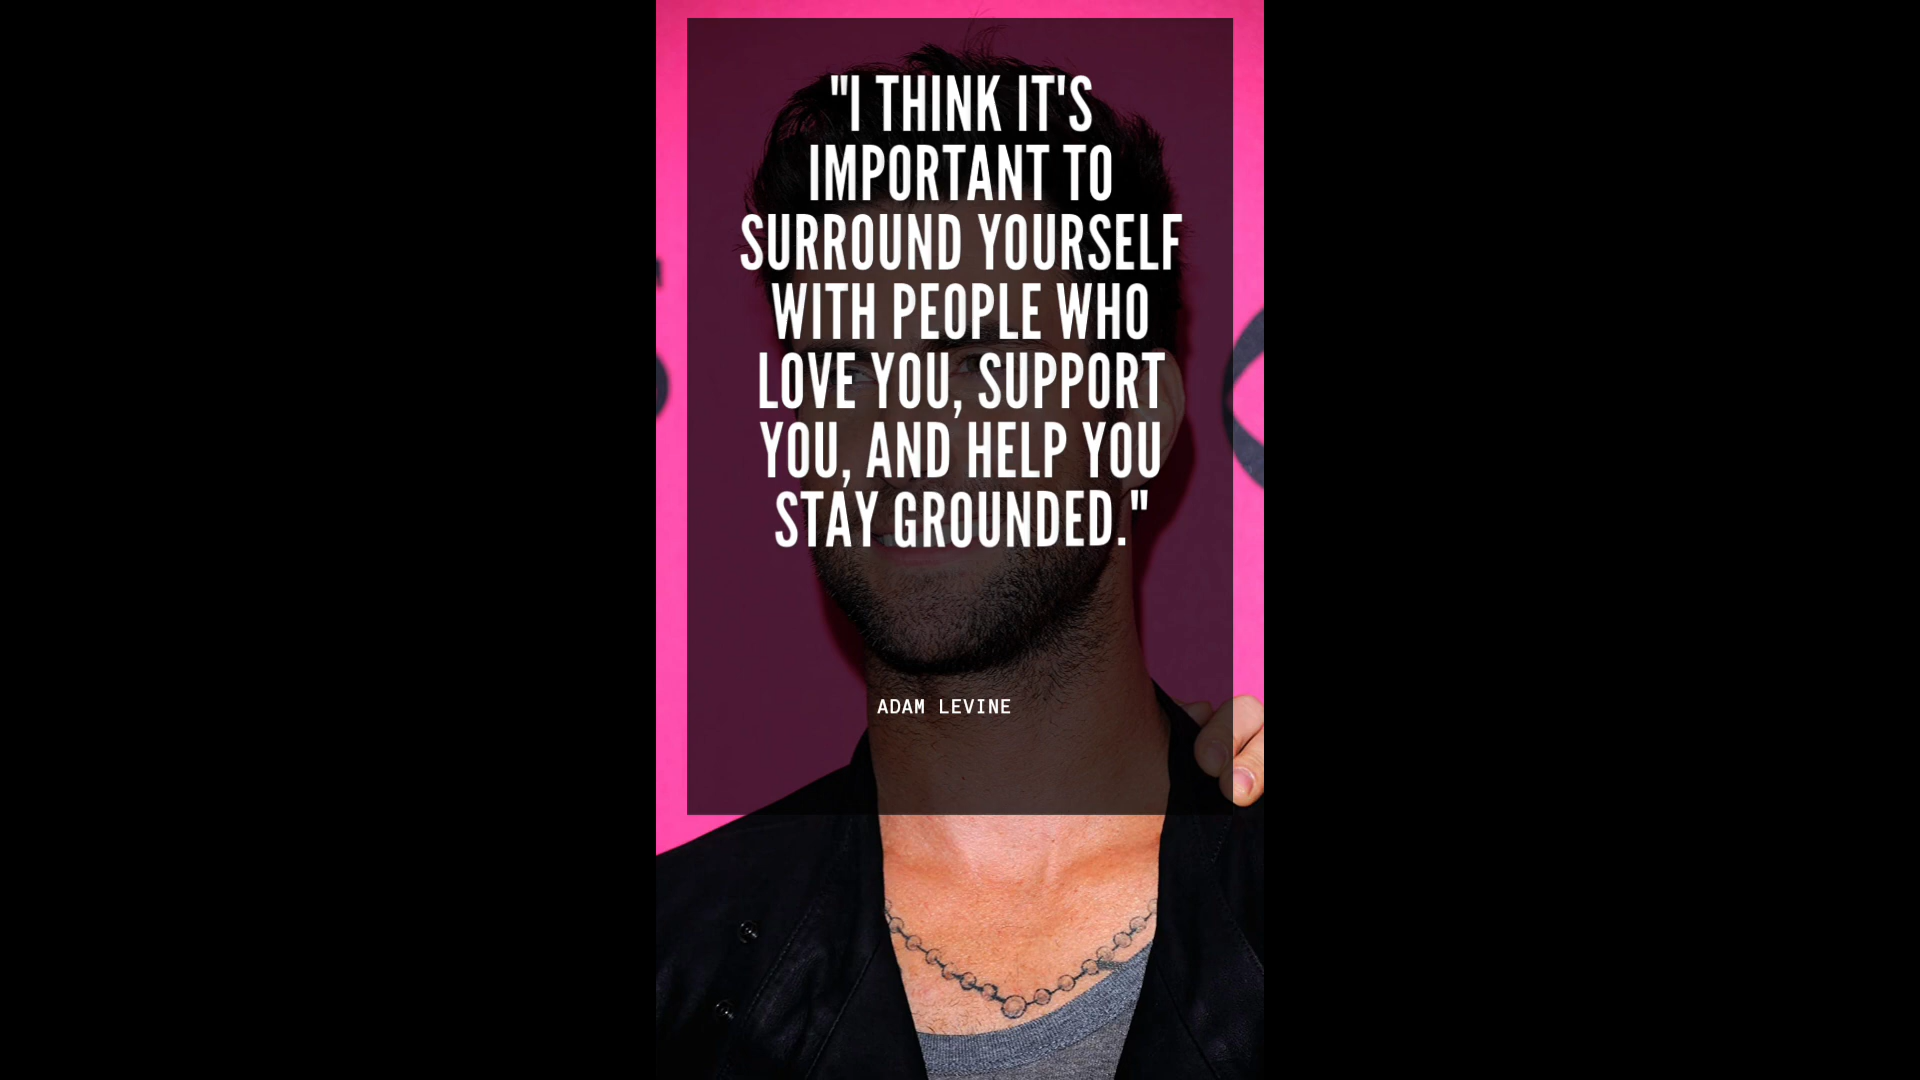 "I THINK IT'S
IMPORTANT TO
SURROUND YOURSELF
WITH PEOPLE WHO
LOVE YOU, SUPPORT
YOU, AND HELP YOU
STAY GROUNDED."
ADAM LEVINE